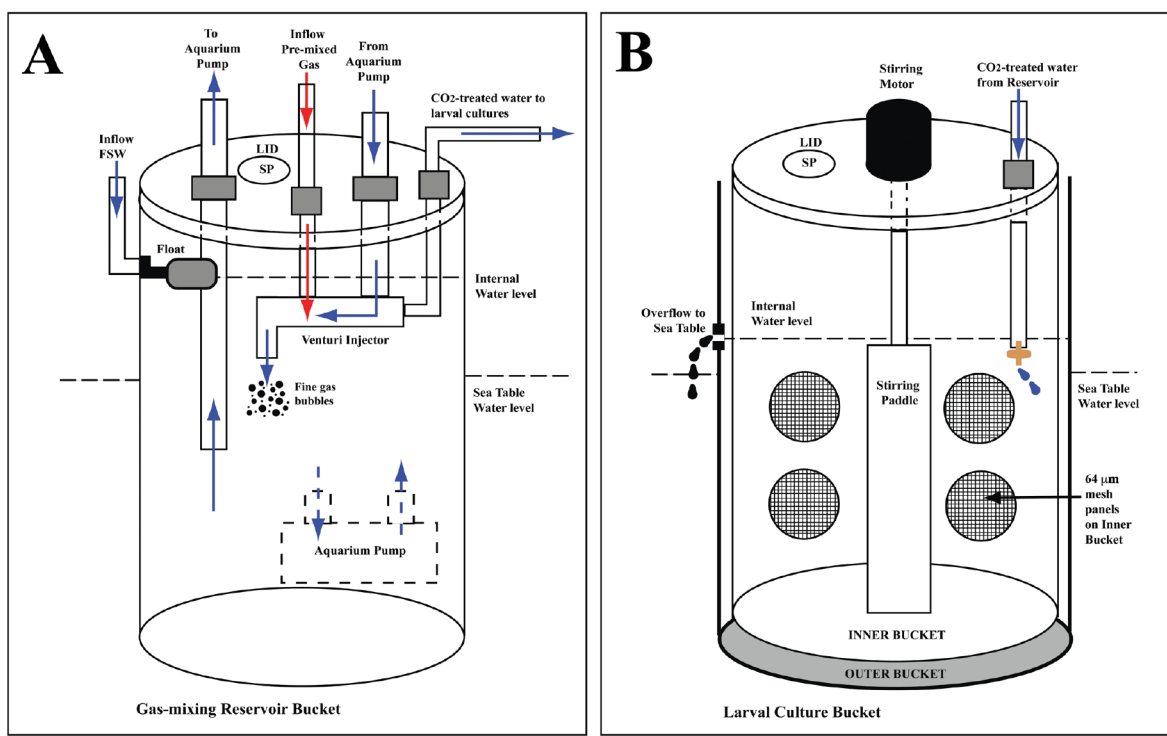 A
To
Aquarium
Pump
Inflow
Pre-mixed
Gas
From
Aquarium
Pump
CO2-treated water to
larval cultures
Inflow
FSW
LID
SP
Float
Internal
Water level
Venturi Injector
Fine gas
bubbles
Sea Table
Water level
Aquarium Pump
Gas-mixing Reservoir Bucket
B
Stirring
Motor
CO2-treated water
from Reservoir
LID
SP
Overflow to
Sea Table
Internal
Water level
Stirring
Paddle
Sea Table
Water level
64 µm
mesh
panels
on Inner
Bucket
INNER BUCKET
OUTER BUCKET
Larval Culture Bucket